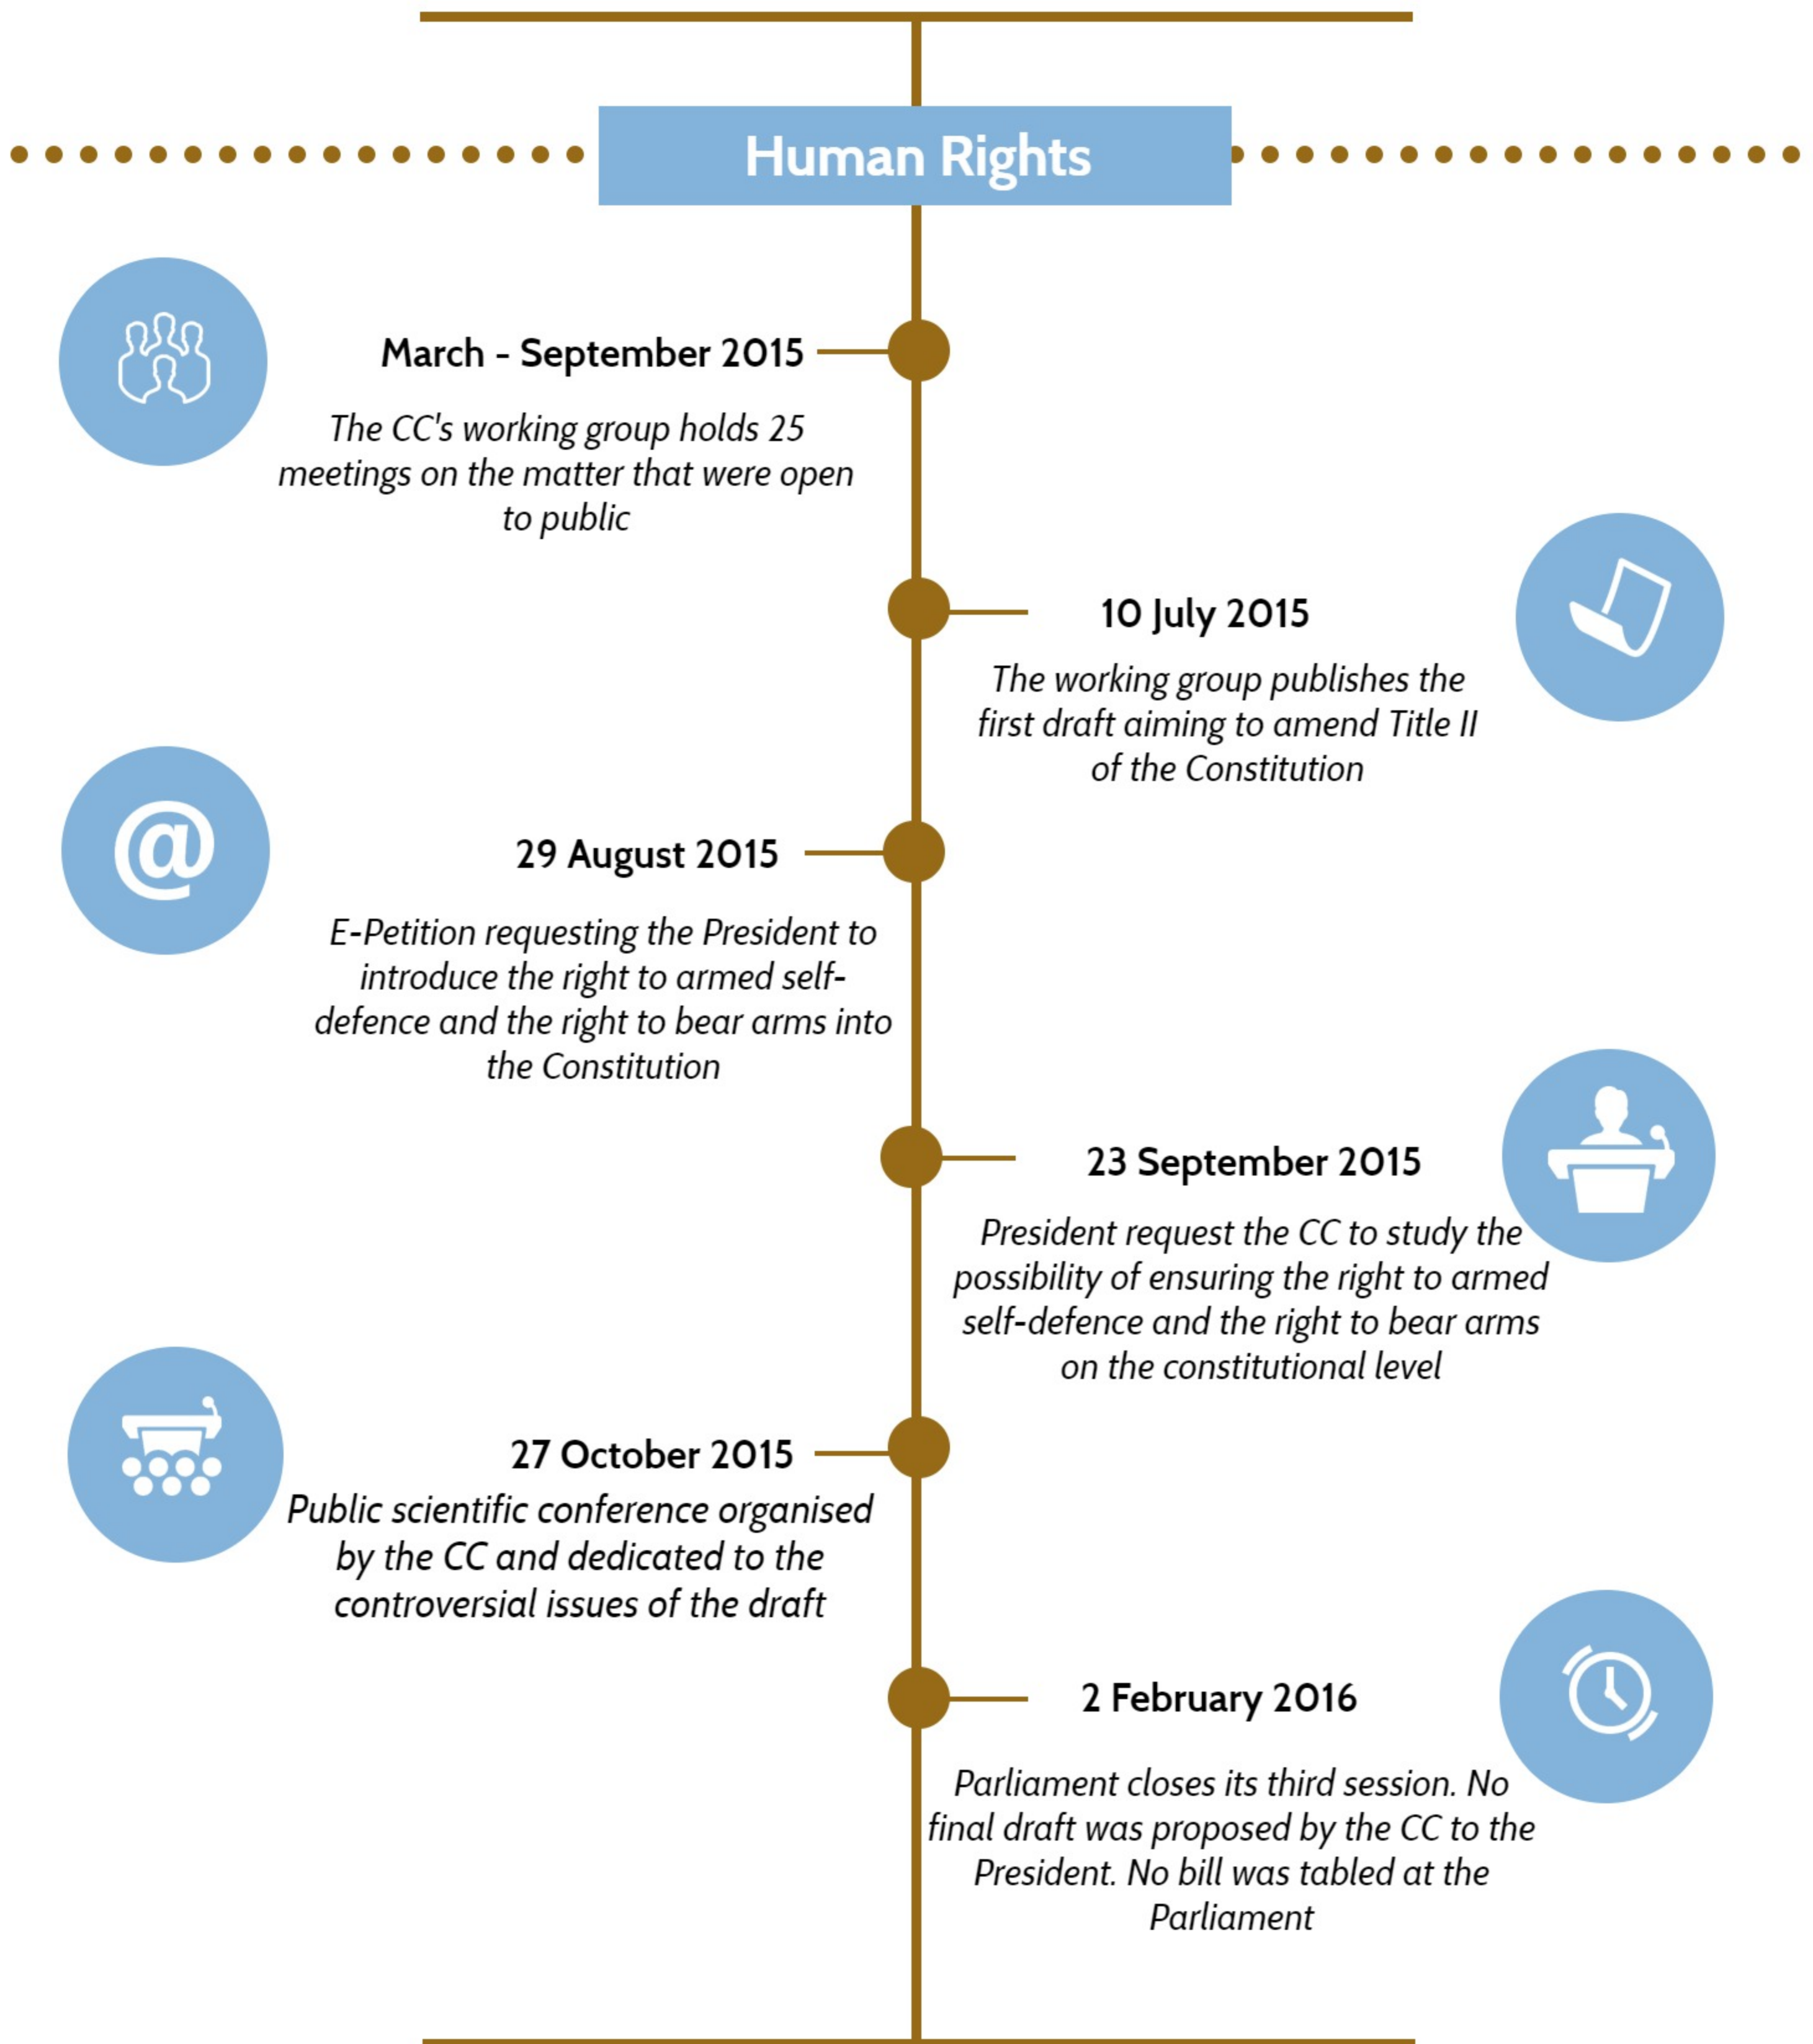 Human Rights
March - September 2015
The CC's working group holds 25
meetings on the matter that were open
to public
10 July 2015
The working group publishes the
first draft aiming to amend Title II
of the Constitution
@
29 August 2015
E-Petition requesting the President to
introduce the right to armed self-
defence and the right to bear arms into
the Constitution
23 September 2015
President request the CC to study the
possibility of ensuring the right to armed
self-defence and the right to bear arms
on the constitutional level
27 October 2015
Public scientific conference organised
by the CC and dedicated to the
controversial issues of the draft
2 February 2016
Parliament closes its third session. No
final draft was proposed by the CC to the
President. No bill was tabled at the
Parliament